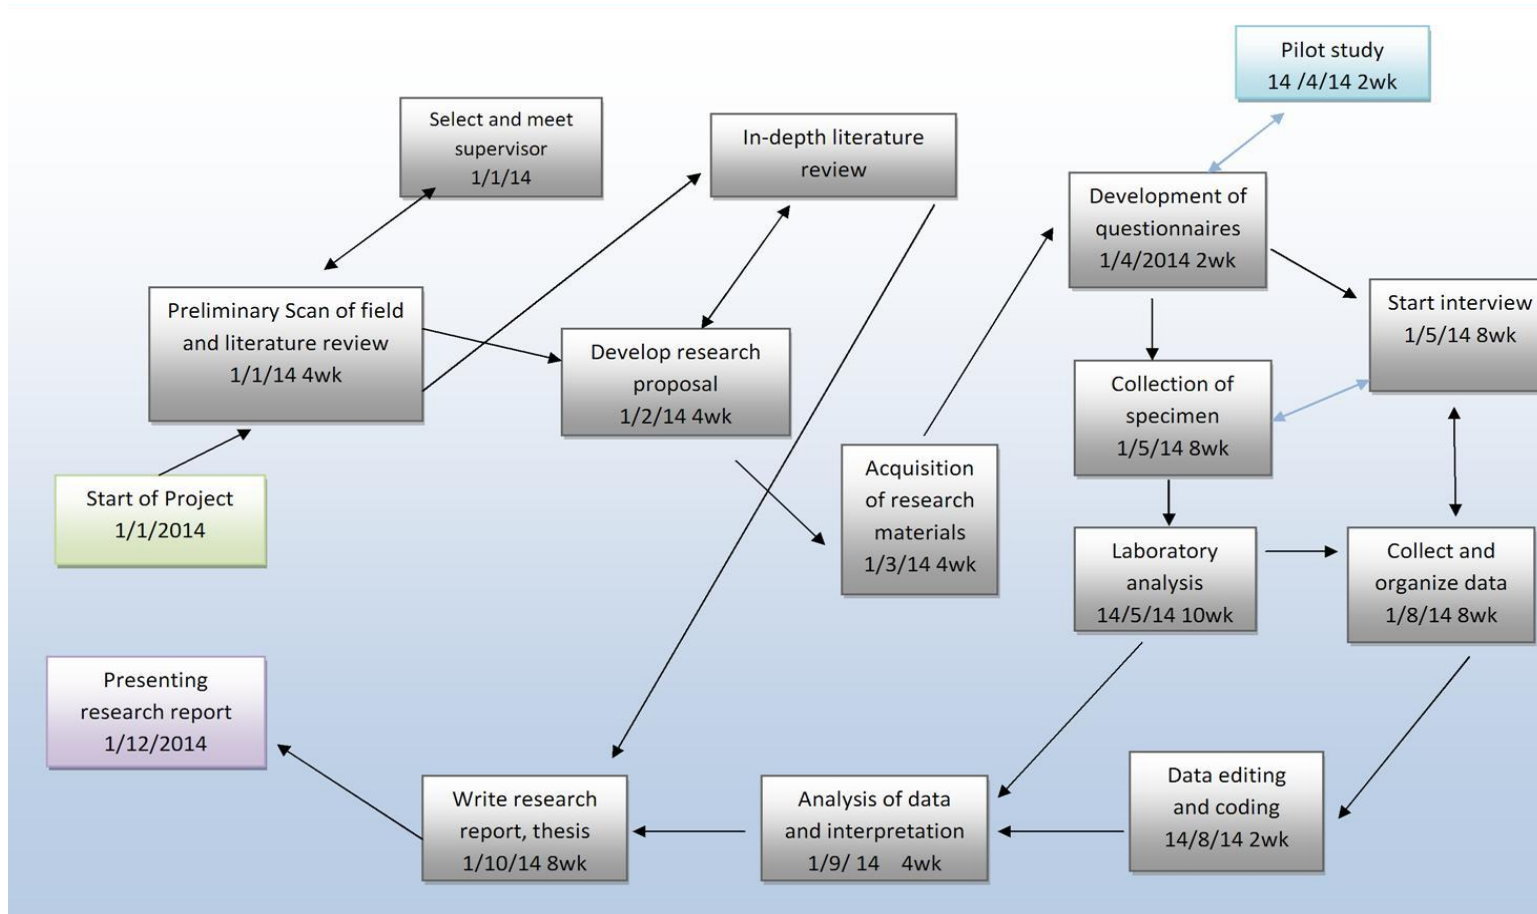 Pilot study
14 /4/14 2wk
Select and meet
supervisor
1/1/14
In-depth literature
review
Development of
questionnaires
1/4/2014 2wk
Preliminary Scan of field
and literature review
1/1/14 4wk
Start interview
1/5/14 8wk
Develop research
proposal
1/2/14 4wk
Collection of
specimen
1/5/14 8wk
Start of Project
1/1/2014
Acquisition
of research
materials
1/3/14 4wk
Laboratory
analysis
14/5/14 10wk
Collect and
organize data
1/8/14 8wk
Presenting
research report
1/12/2014
Write research
report, thesis
1/10/14 8wk
Analysis of data
and interpretation
1/9/ 14    4wk
Data editing
and coding
14/8/14 2wk